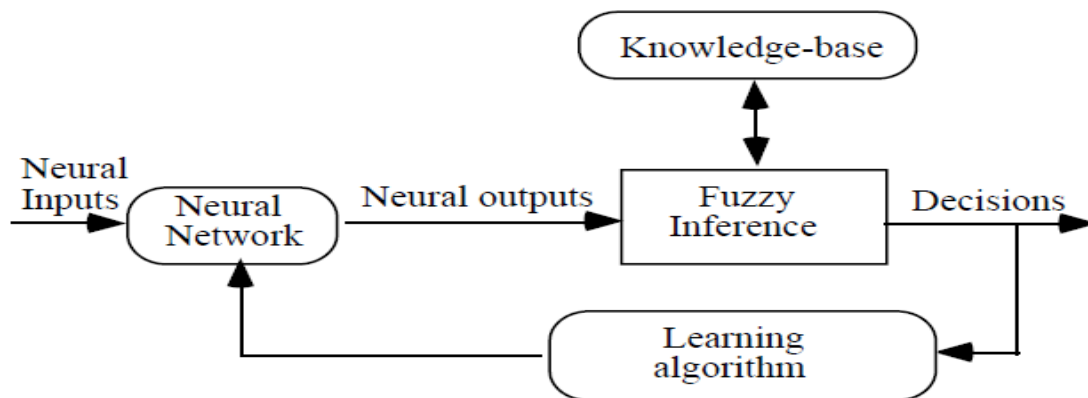 Knowledge-base
Neural
Inputs
Neural
Network
Neural outputs
Fuzzy
Inference
Decisions
Learning
algorithm